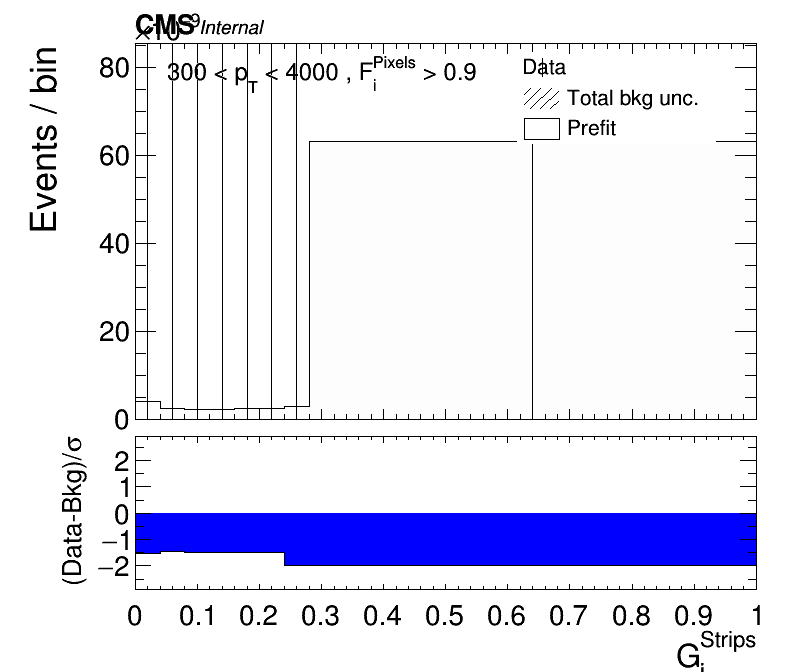 CMS Internal
×10⁹
300 < p_T < 4000 , F_i^Pixels > 0.9
Data
Total bkg unc.
Prefit
Events / bin
80
60
40
20
0
(Data-Bkg)/σ
2
1
0
−1
−2
0 0.1 0.2 0.3 0.4 0.5 0.6 0.7 0.8 0.9 1
G_i^Strips